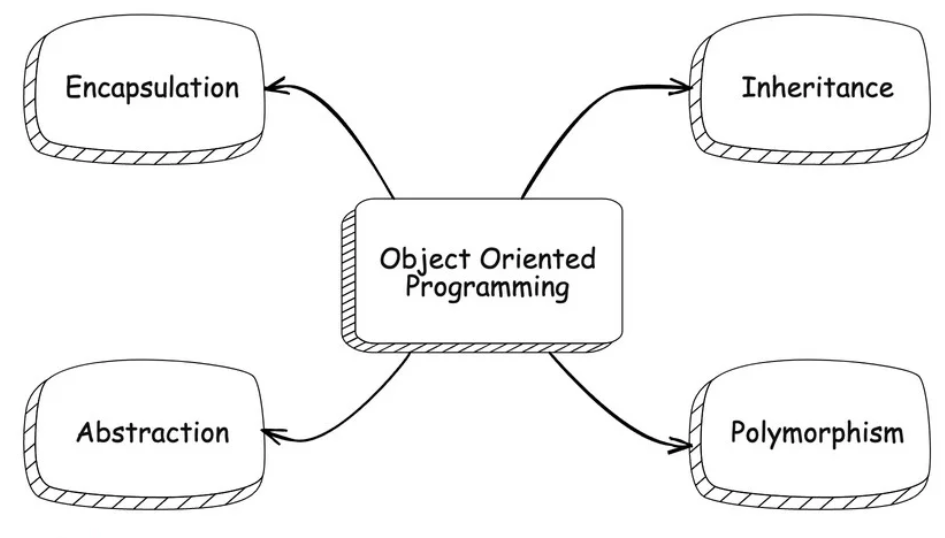 Encapsulation
Inheritance
Object Oriented
Programming
Abstraction
Polymorphism